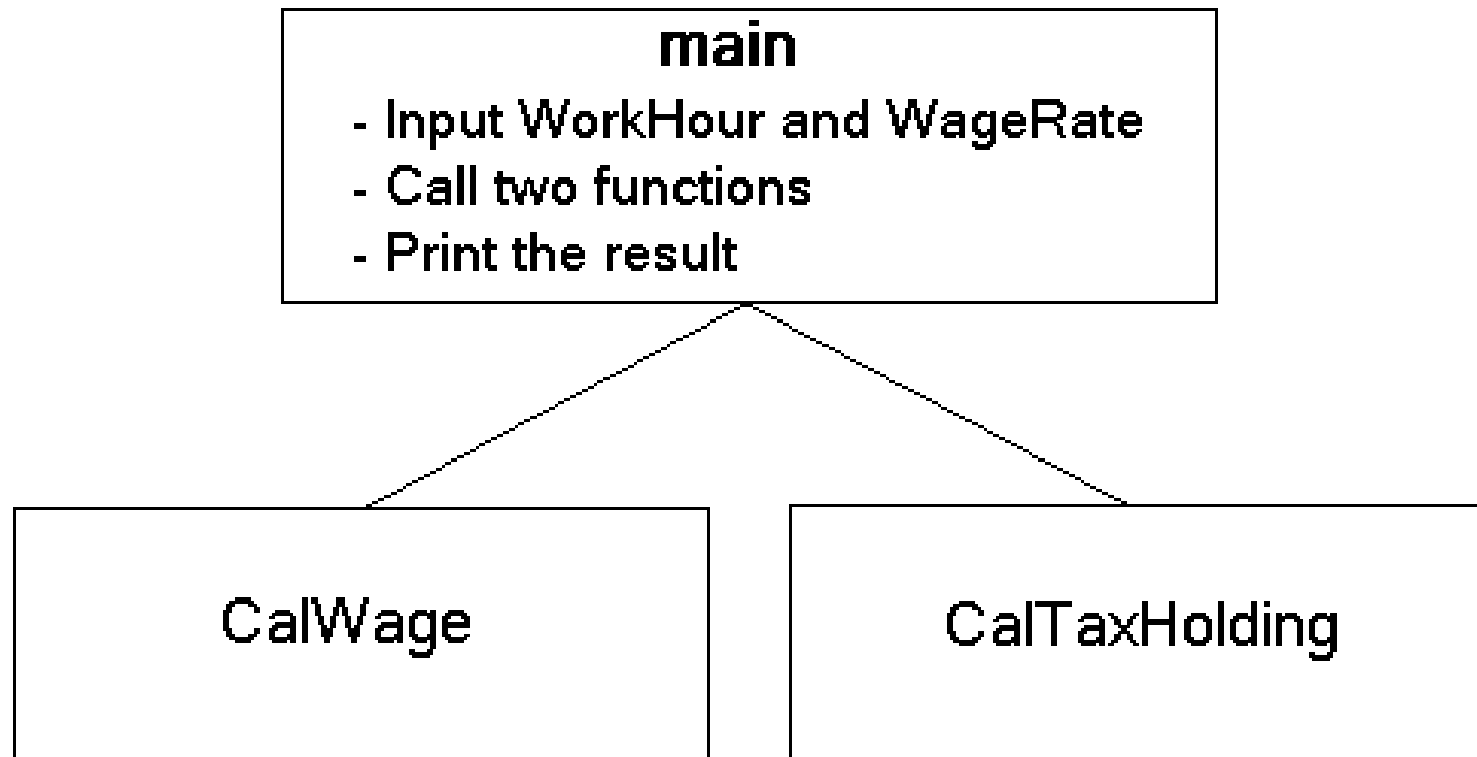 main
- Input WorkHour and WageRate
- Call two functions
- Print the result
CalWage
CalTaxHolding